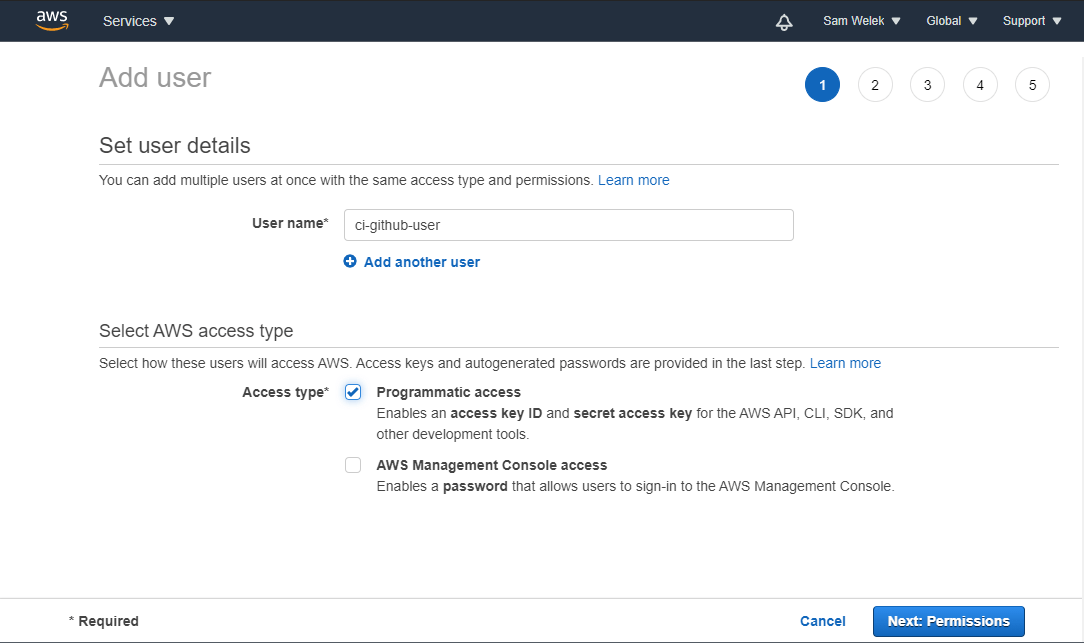 aws Services Sam Welek Global Support
Add user
1 2 3 4 5
Set user details
You can add multiple users at once with the same access type and permissions. Learn more
User name* ci-github-user
Add another user
Select AWS access type
Select how these users will access AWS. Access keys and autogenerated passwords are provided in the last step. Learn more
Access type* Programmatic access
Enables an access key ID and secret access key for the AWS API, CLI, SDK, and
other development tools.
AWS Management Console access
Enables a password that allows users to sign-in to the AWS Management Console.
* Required Cancel Next: Permissions